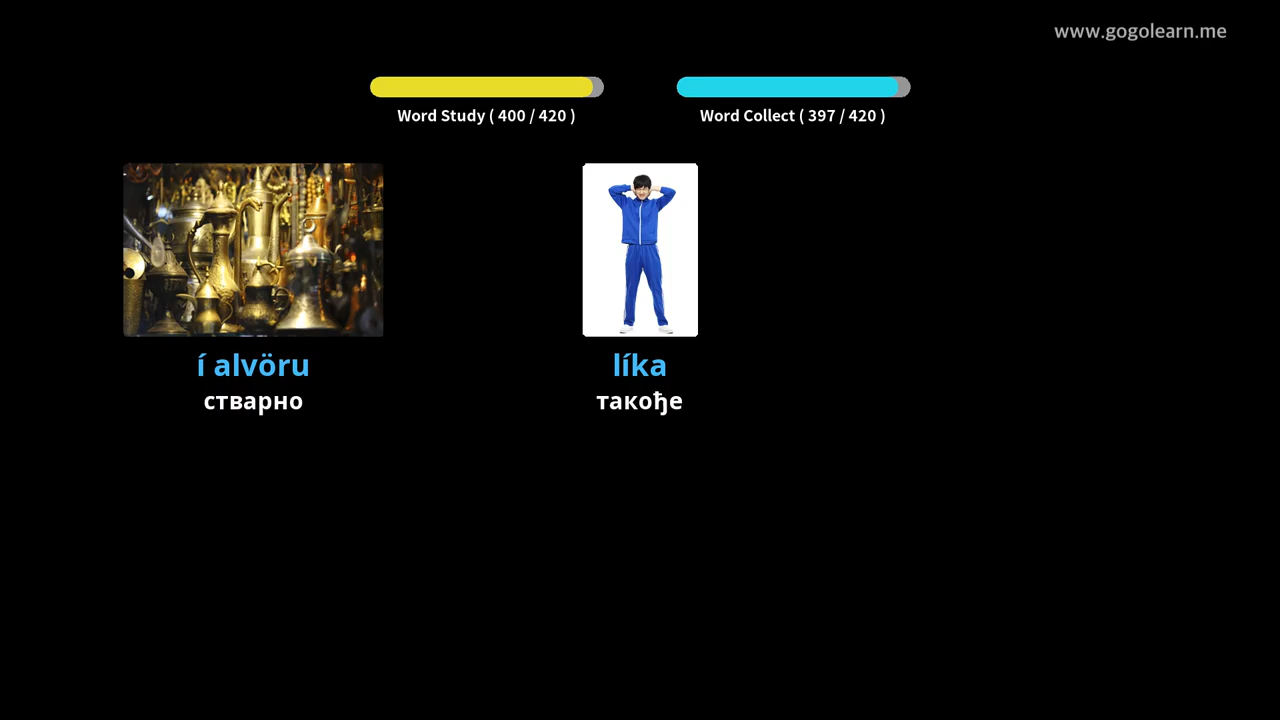 www.gogolearn.me
Word Study ( 400 / 420 )
Word Collect ( 397 / 420 )
í alvöru
стварно
líka
такође